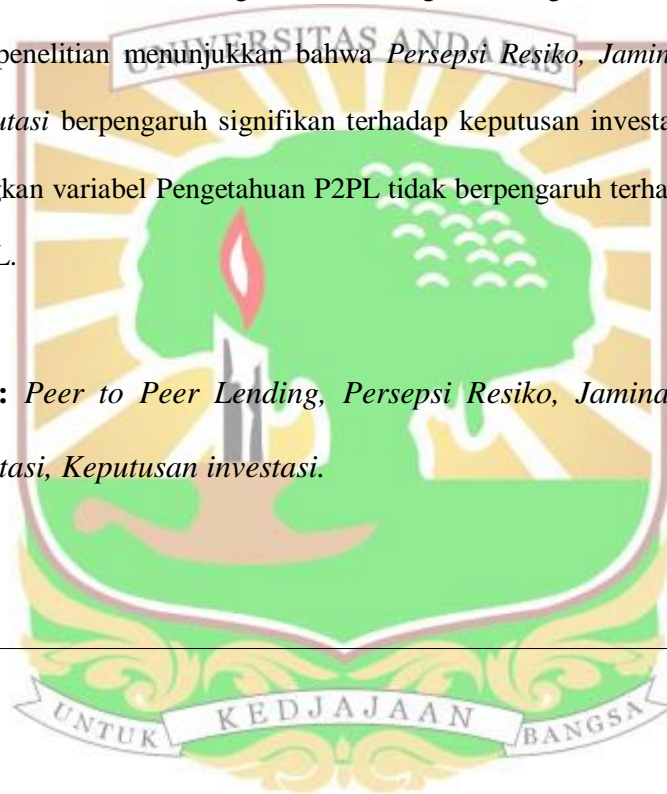 UNIVERSITAS ANDALAS
penelitian menunjukkan bahwa Persepsi Resiko, Jamin
utasi berpengaruh signifikan terhadap keputusan investa
gkan variabel Pengetahuan P2PL tidak berpengaruh terha
L.
: Peer to Peer Lending, Persepsi Resiko, Jamina
tasi, Keputusan investasi.
UNTUK KEDJAJAAN BANGSA